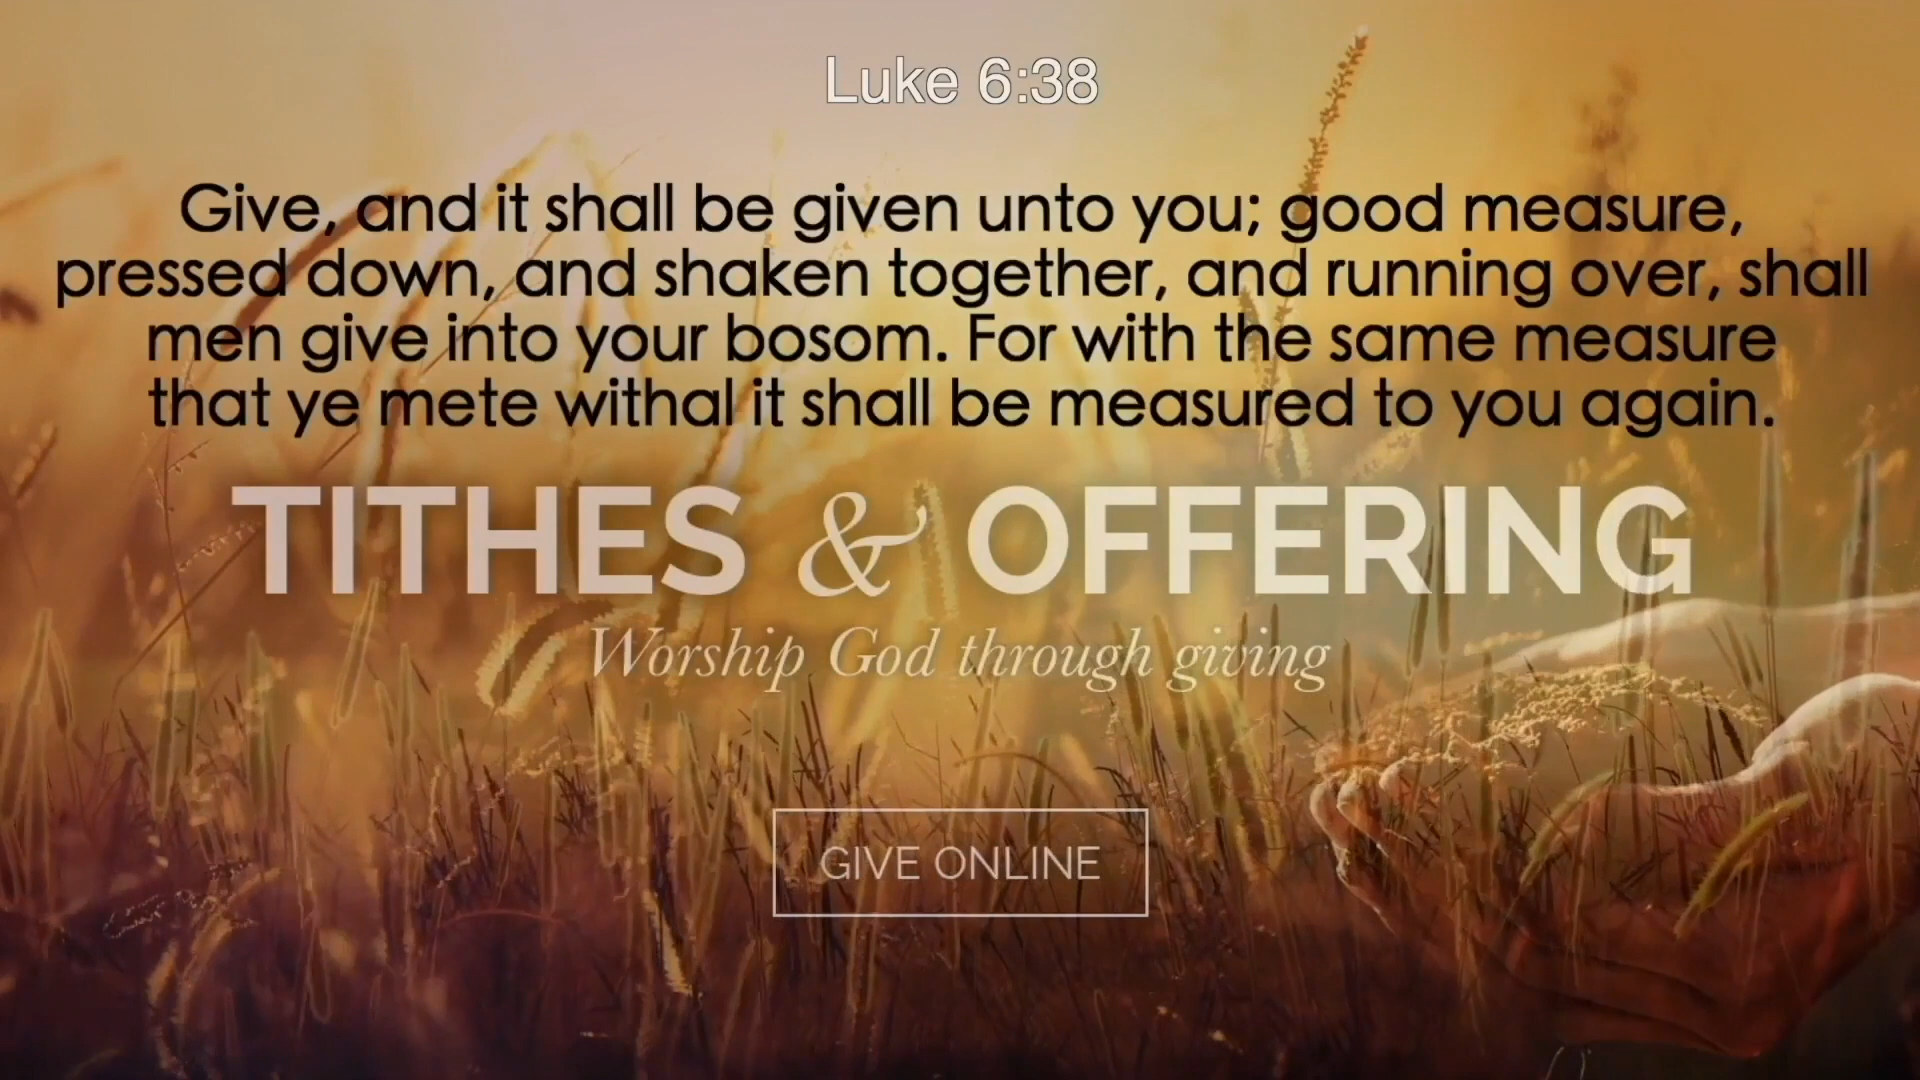 Luke 6:38
Give, and it shall be given unto you; good measure,
pressed down, and shaken together, and running over, shall
men give into your bosom. For with the same measure
that ye mete withal it shall be measured to you again.
TITHES & OFFERING
Worship God through giving
GIVE ONLINE